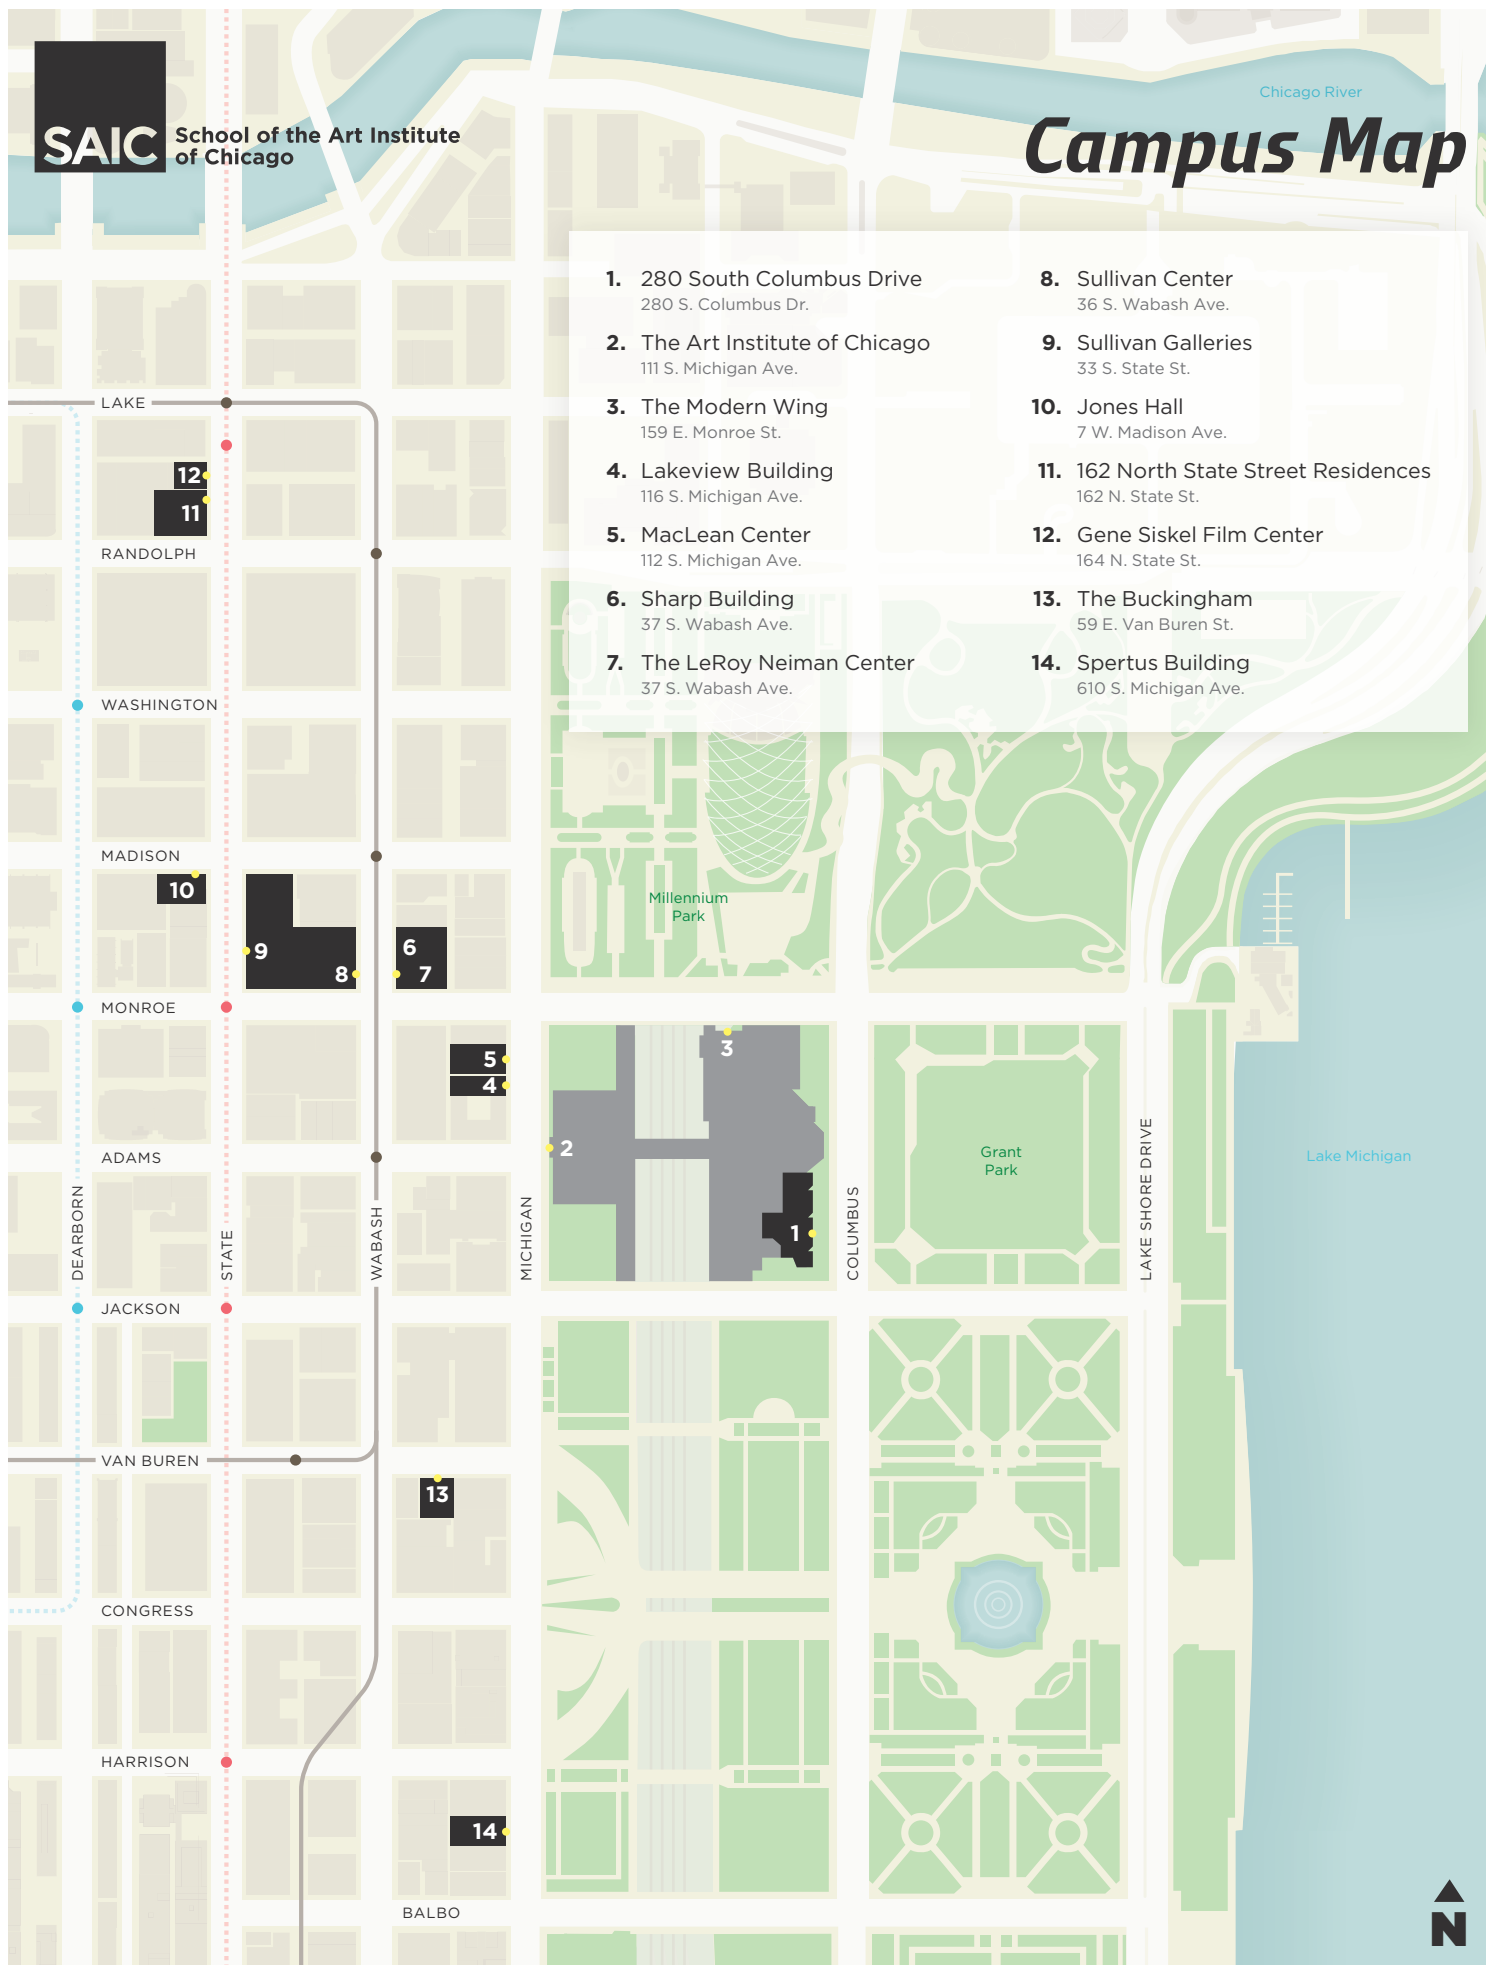 SAIC
School of the Art Institute
of Chicago
Chicago River
Campus Map
1. 280 South Columbus Drive
280 S. Columbus Dr.
2. The Art Institute of Chicago
111 S. Michigan Ave.
3. The Modern Wing
159 E. Monroe St.
4. Lakeview Building
116 S. Michigan Ave.
5. MacLean Center
112 S. Michigan Ave.
6. Sharp Building
37 S. Wabash Ave.
7. The LeRoy Neiman Center
37 S. Wabash Ave.
8. Sullivan Center
36 S. Wabash Ave.
9. Sullivan Galleries
33 S. State St.
10. Jones Hall
7 W. Madison Ave.
11. 162 North State Street Residences
162 N. State St.
12. Gene Siskel Film Center
164 N. State St.
13. The Buckingham
59 E. Van Buren St.
14. Spertus Building
610 S. Michigan Ave.
LAKE
12
11
RANDOLPH
WASHINGTON
MADISON
10
9
8
6
7
Millennium
Park
MONROE
5
4
3
2
1
ADAMS
Grant
Park
Lake Michigan
DEARBORN
STATE
WABASH
MICHIGAN
COLUMBUS
LAKE SHORE DRIVE
JACKSON
VAN BUREN
13
CONGRESS
HARRISON
14
BALBO
N